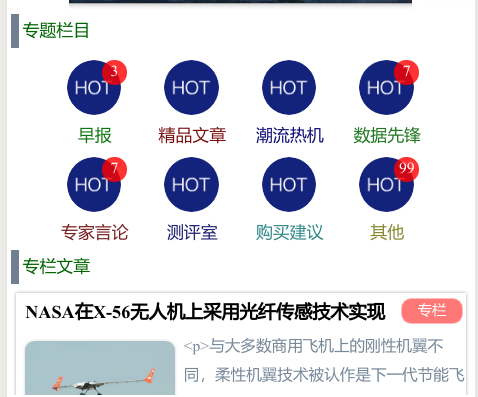 专题栏目
HOT 3 HOT HOT HOT 7
早报 精品文章 潮流热机 数据先锋
HOT 7 HOT HOT HOT 99
专家言论 测评室 购买建议 其他
专栏文章
NASA在X-56无人机上采用光纤传感技术实现 专栏
<p>与大多数商用飞机上的刚性机翼不
同，柔性机翼技术被认作是下一代节能飞